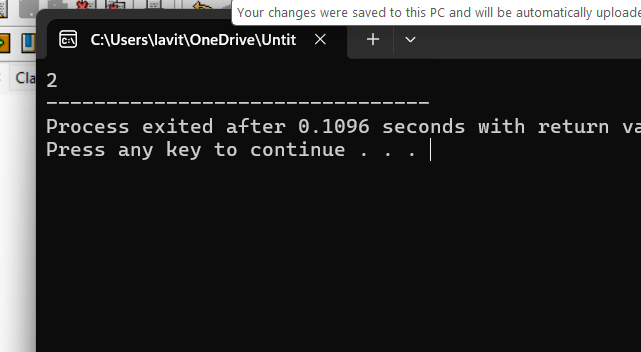 Your changes were saved to this PC and will be automatically uploade
C:\Users\lavit\OneDrive\Untit
Cla
2
--------------------------------
Process exited after 0.1096 seconds with return va
Press any key to continue . . .